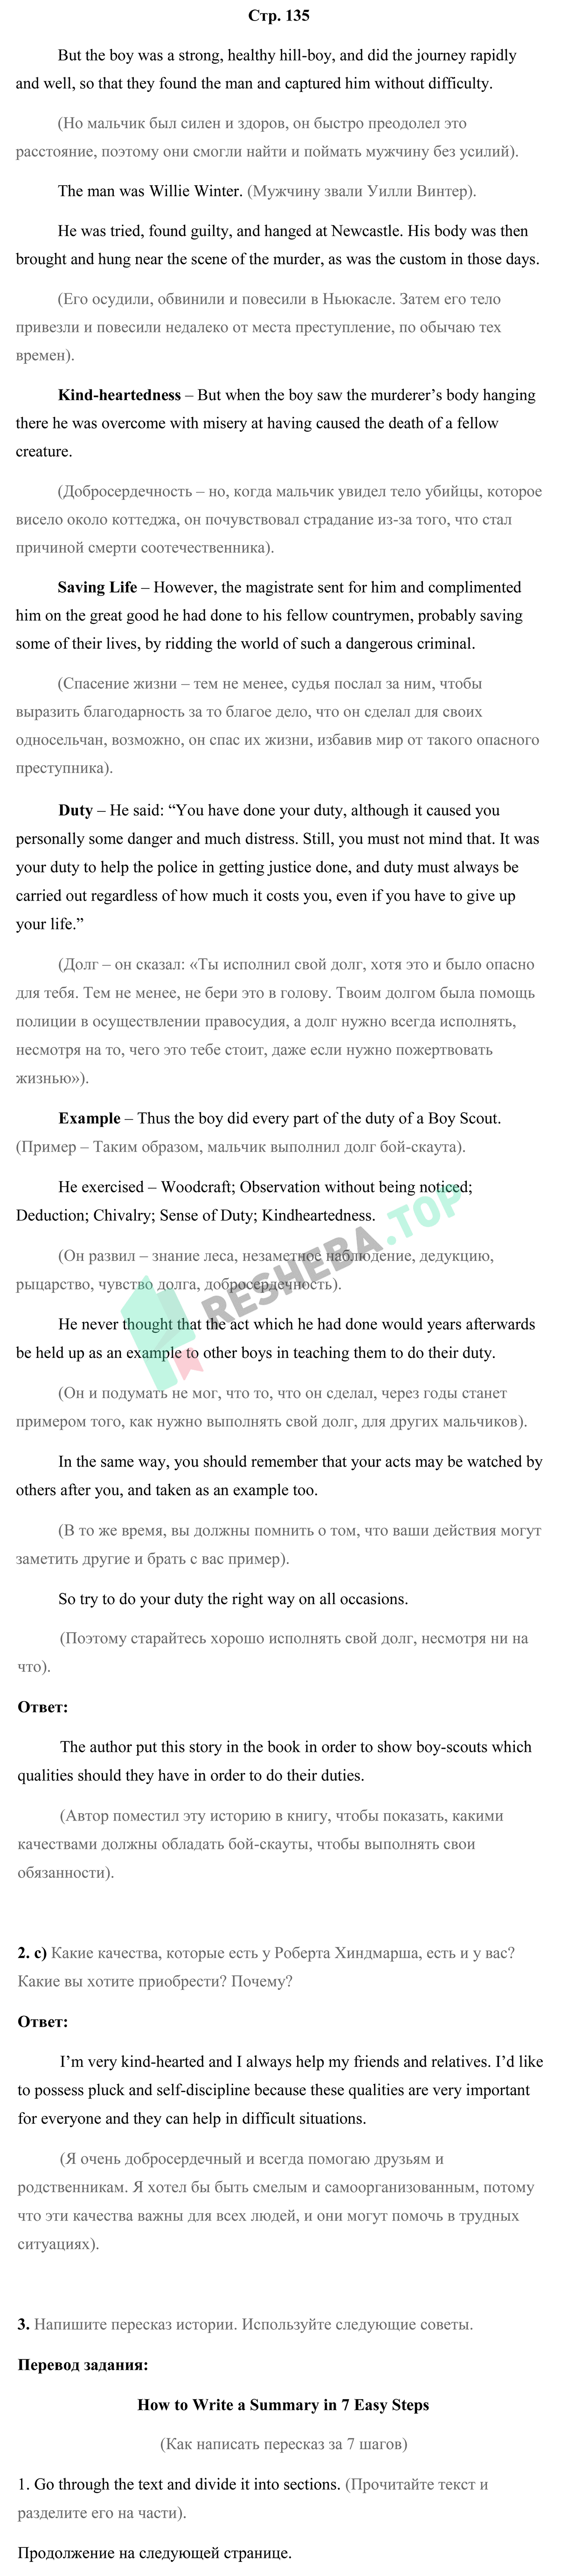 Стр. 135
But the boy was a strong, healthy hill-boy, and did the journey rapidly
and well, so that they found the man and captured him without difficulty.
(Но мальчик был силен и здоров, он быстро преодолел это
расстояние, поэтому они смогли найти и поймать мужчину без усилий).
The man was Willie Winter. (Мужчину звали Уилли Винтер).
He was tried, found guilty, and hanged at Newcastle. His body was then
brought and hung near the scene of the murder, as was the custom in those days.
(Его осудили, обвинили и повесили в Ньюкасле. Затем его тело
привезли и повесили недалеко от места преступление, по обычаю тех
времен).
Kind-heartedness – But when the boy saw the murderer’s body hanging
there he was overcome with misery at having caused the death of a fellow
creature.
(Добросердечность – но, когда мальчик увидел тело убийцы, которое
висело около коттеджа, он почувствовал страдание из-за того, что стал
причиной смерти соотечественника).
Saving Life – However, the magistrate sent for him and complimented
him on the great good he had done to his fellow countrymen, probably saving
some of their lives, by ridding the world of such a dangerous criminal.
(Спасение жизни – тем не менее, судья послал за ним, чтобы
выразить благодарность за то благое дело, что он сделал для своих
односельчан, возможно, он спас их жизни, избавив мир от такого опасного
преступника).
Duty – He said: “You have done your duty, although it caused you
personally some danger and much distress. Still, you must not mind that. It was
your duty to help the police in getting justice done, and duty must always be
carried out regardless of how much it costs you, even if you have to give up
your life.”
(Долг – он сказал: «Ты исполнил свой долг, хотя это и было опасно
для тебя. Тем не менее, не бери это в голову. Твоим долгом была помощь
полиции в осуществлении правосудия, а долг нужно всегда исполнять,
несмотря на то, чего это тебе стоит, даже если нужно пожертвовать
жизнью»).
Example – Thus the boy did every part of the duty of a Boy Scout.
(Пример – Таким образом, мальчик выполнил долг бой-скаута).
He exercised – Woodcraft; Observation without being noticed;
Deduction; Chivalry; Sense of Duty; Kindheartedness.
(Он развил – знание леса, незаметное наблюдение, дедукцию,
рыцарство, чувство долга, добросердечность).
RESHEBA.TOP
He never thought that the act which he had done would years afterwards
be held up as an example to other boys in teaching them to do their duty.
(Он и подумать не мог, что то, что он сделал, через годы станет
примером того, как нужно выполнять свой долг, для других мальчиков).
In the same way, you should remember that your acts may be watched by
others after you, and taken as an example too.
(В то же время, вы должны помнить о том, что ваши действия могут
заметить другие и брать с вас пример).
So try to do your duty the right way on all occasions.
(Поэтому старайтесь хорошо исполнять свой долг, несмотря ни на
что).
Ответ:
The author put this story in the book in order to show boy-scouts which
qualities should they have in order to do their duties.
(Автор поместил эту историю в книгу, чтобы показать, какими
качествами должны обладать бой-скауты, чтобы выполнять свои
обязанности).
2. c) Какие качества, которые есть у Роберта Хиндмарша, есть и у вас?
Какие вы хотите приобрести? Почему?
Ответ:
I’m very kind-hearted and I always help my friends and relatives. I’d like
to possess pluck and self-discipline because these qualities are very important
for everyone and they can help in difficult situations.
(Я очень добросердечный и всегда помогаю друзьям и
родственникам. Я хотел бы быть смелым и самоорганизованным, потому
что эти качества важны для всех людей, и они могут помочь в трудных
ситуациях).
3. Напишите пересказ истории. Используйте следующие советы.
Перевод задания:
How to Write a Summary in 7 Easy Steps
(Как написать пересказ за 7 шагов)
1. Go through the text and divide it into sections. (Прочитайте текст и
разделите его на части).
Продолжение на следующей странице.